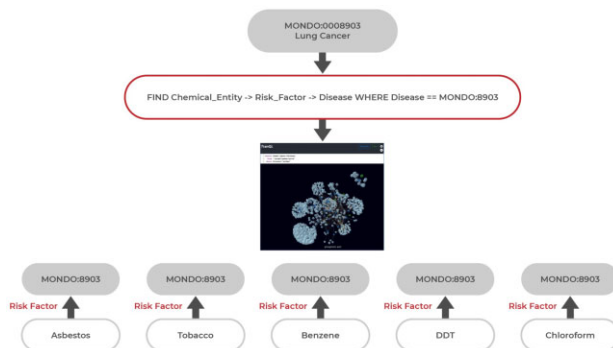 MONDO:0008903
Lung Cancer
FIND Chemical_Entity -> Risk_Factor -> Disease WHERE Disease == MONDO:8903
MONDO:8903
MONDO:8903
MONDO:8903
MONDO:8903
MONDO:8903
Risk Factor
Risk Factor
Risk Factor
Risk Factor
Risk Factor
Asbestos
Tobacco
Benzene
DDT
Chloroform